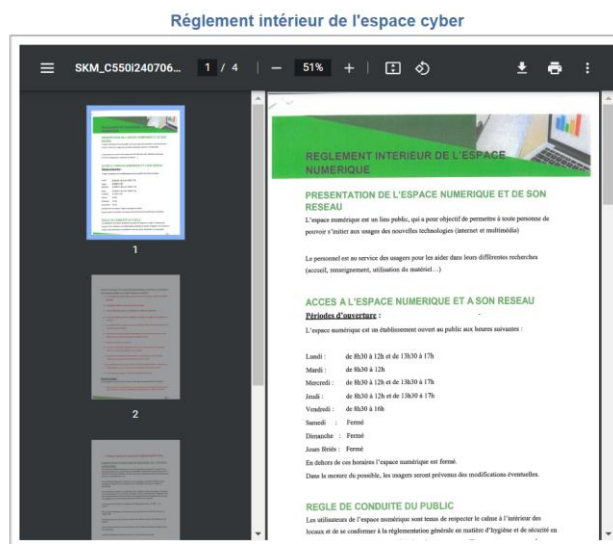 Réglement intérieur de l'espace cyber
SKM_C550i240706...
1 / 4
51%
1
2
REGLEMENT INTERIEUR DE L'ESPACE
NUMERIQUE
PRESENTATION DE L'ESPACE NUMERIQUE ET DE SON
RESEAU
L'espace numérique est un lieu public, qui a pour objectif de permettre à toute personne de
pouvoir s'initier aux usages des nouvelles technologies (internet et multimédia)
Le personnel est au service des usagers pour les aider dans leurs différentes recherches
(accueil, renseignement, utilisation du matériel…)
ACCES A L'ESPACE NUMERIQUE ET A SON RESEAU
Périodes d'ouverture :
L'espace numérique est un établissement ouvert au public aux heures suivantes :
Lundi : de 8h30 à 12h et de 13h30 à 17h
Mardi : de 8h30 à 12h
Mercredi : de 8h30 à 12h et de 13h30 à 17h
Jeudi : de 8h30 à 12h et de 13h30 à 17h
Vendredi : de 8h30 à 16h
Samedi : Fermé
Dimanche : Fermé
Jours fériés : Fermé
En dehors de ces horaires l'espace numérique est fermé.
Dans la mesure du possible, les usagers seront prévenus des modifications éventuelles.
REGLE DE CONDUITE DU PUBLIC
Les utilisateurs de l'espace numérique sont tenus de respecter le calme à l'intérieur des
locaux et de se conformer à la réglementation générale en matière d'hygiène et de sécurité en